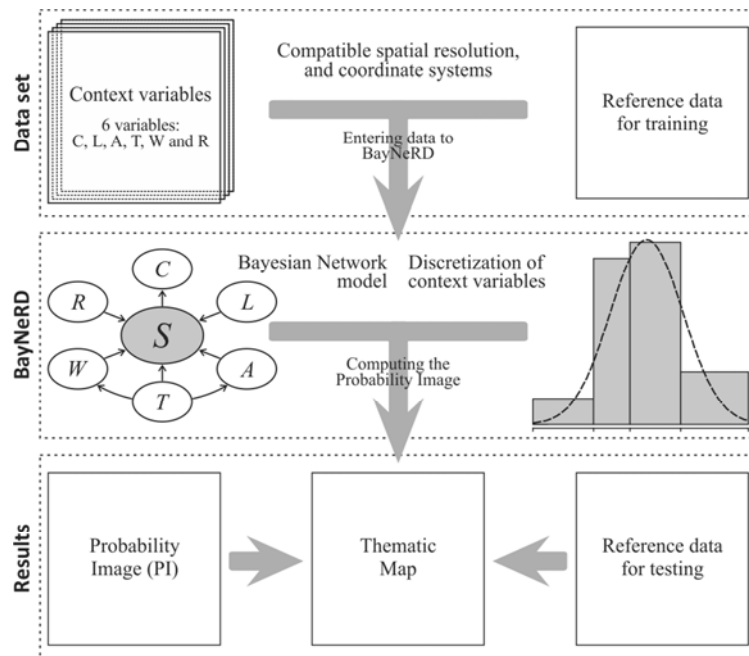 Data set
Context variables
6 variables:
C, L, A, T, W and R
Compatible spatial resolution,
and coordinate systems
Entering data to
BayNeRD
Reference data
for training
BayNeRD
C
R
L
S
W
A
T
Bayesian Network
model
Discretization of
context variables
Computing the
Probability Image
Results
Probability
Image (PI)
Thematic
Map
Reference data
for testing